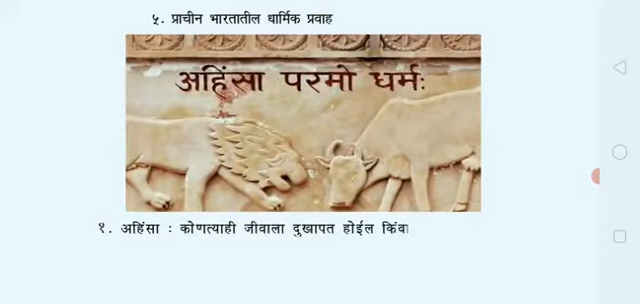 ५. प्राचीन भारतातील धार्मिक प्रवाह
अहिंसा परमो धर्मः
१. अहिंसा : कोणत्याही जीवाला दुखापत होईल किंवा